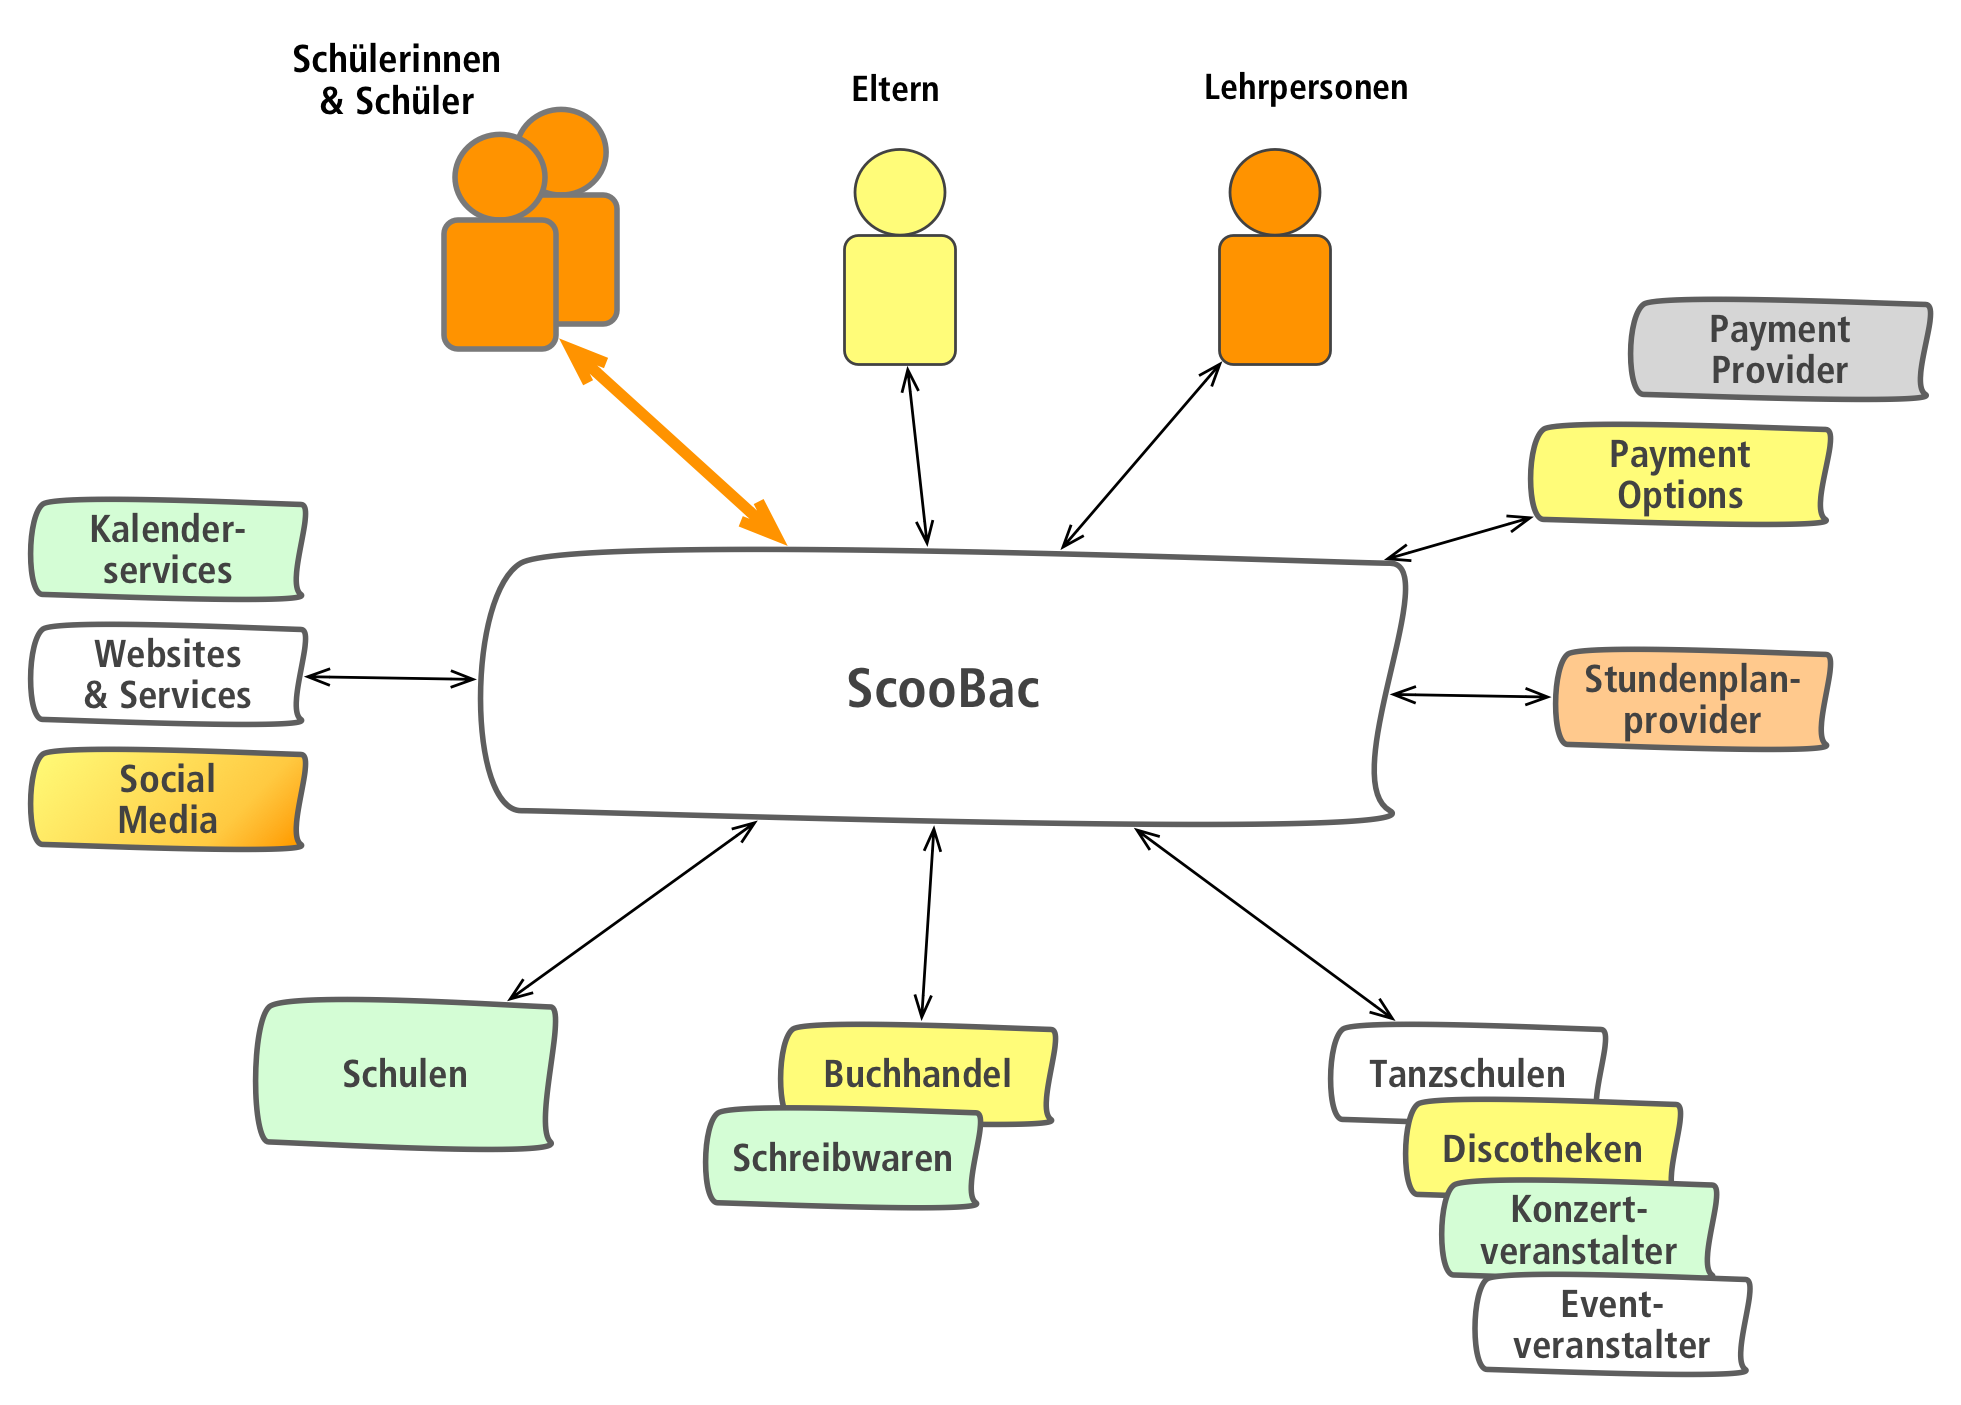 Schülerinnen
& Schüler
Eltern
Lehrpersonen
Payment
Provider
Payment
Options
Kalender-
services
Websites
& Services
Social
Media
ScooBac
Stundenplan-
provider
Schulen
Buchhandel
Schreibwaren
Tanzschulen
Discotheken
Konzert-
veranstalter
Event-
veranstalter